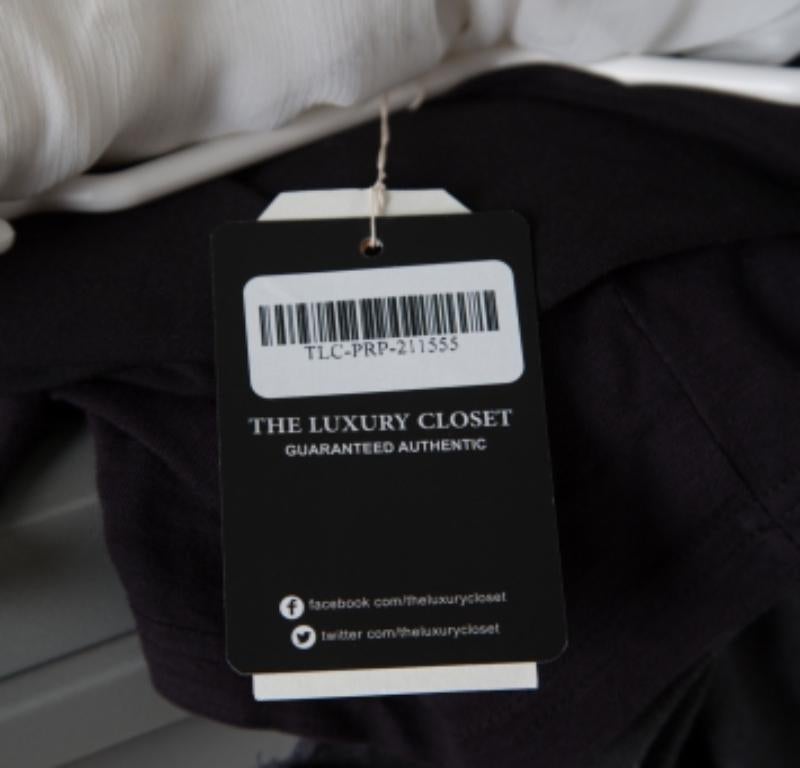 TLC-PRP-211555
THE LUXURY CLOSET
GUARANTEED AUTHENTIC
facebook com/theluxurycloset
twitter com/theluxurycloset